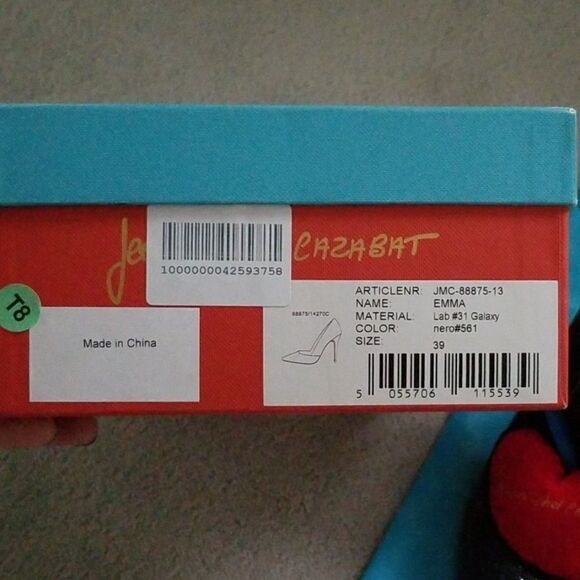 CAZABAT
1000000042593758
T8
Made in China
88875/14270C
ARTICLENR: JMC-88875-13
NAME: EMMA
MATERIAL: Lab #31 Galaxy
COLOR: nero#561
SIZE: 39
5 055706 115539